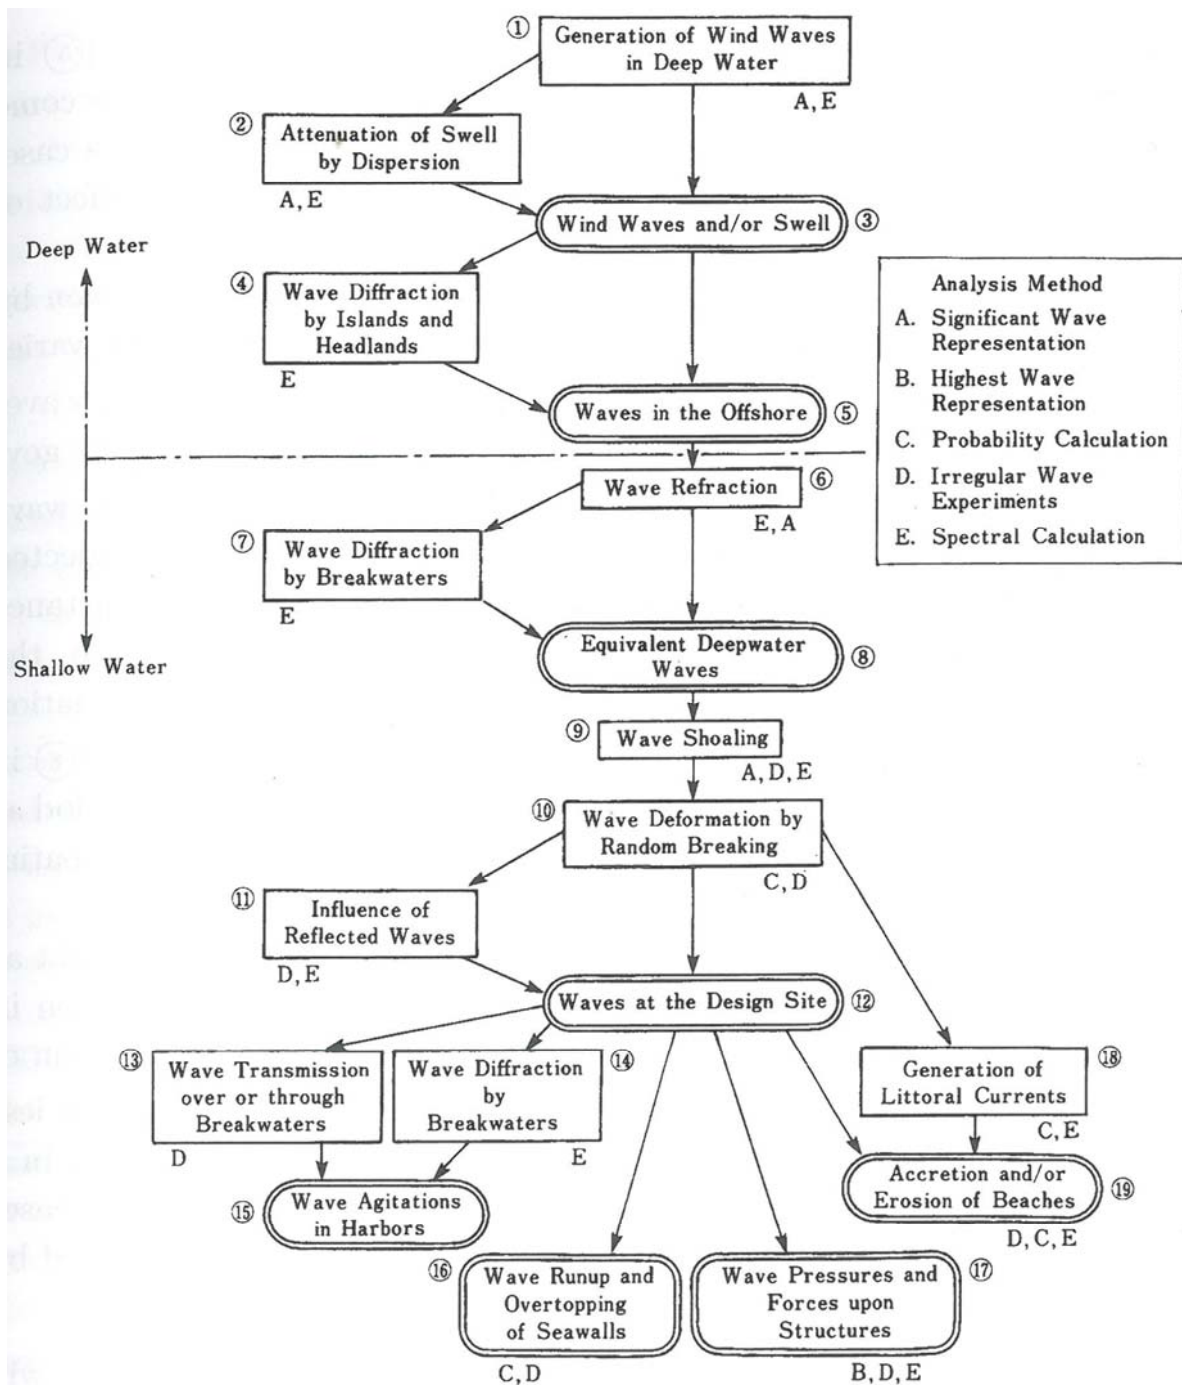 ①
Generation of Wind Waves
in Deep Water
A, E
②
Attenuation of Swell
by Dispersion
A, E
Wind Waves and/or Swell
③
Deep Water
④
Wave Diffraction
by Islands and
Headlands
E
Analysis Method
A. Significant Wave
Representation
B. Highest Wave
Representation
C. Probability Calculation
D. Irregular Wave
Experiments
E. Spectral Calculation
Waves in the Offshore
⑤
Wave Refraction
⑥
E, A
⑦
Wave Diffraction
by Breakwaters
E
Shallow Water
Equivalent Deepwater
Waves
⑧
⑨
Wave Shoaling
A, D, E
⑩
Wave Deformation by
Random Breaking
C, D
⑪
Influence of
Reflected Waves
D, E
Waves at the Design Site
⑫
⑬
Wave Transmission
over or through
Breakwaters
D
Wave Diffraction
by
Breakwaters
⑭
E
Generation of
Littoral Currents
⑱
C, E
Accretion and/or
Erosion of Beaches
⑲
D, C, E
⑮
Wave Agitations
in Harbors
⑯
Wave Runup and
Overtopping
of Seawalls
C, D
Wave Pressures and
Forces upon
Structures
⑰
B, D, E